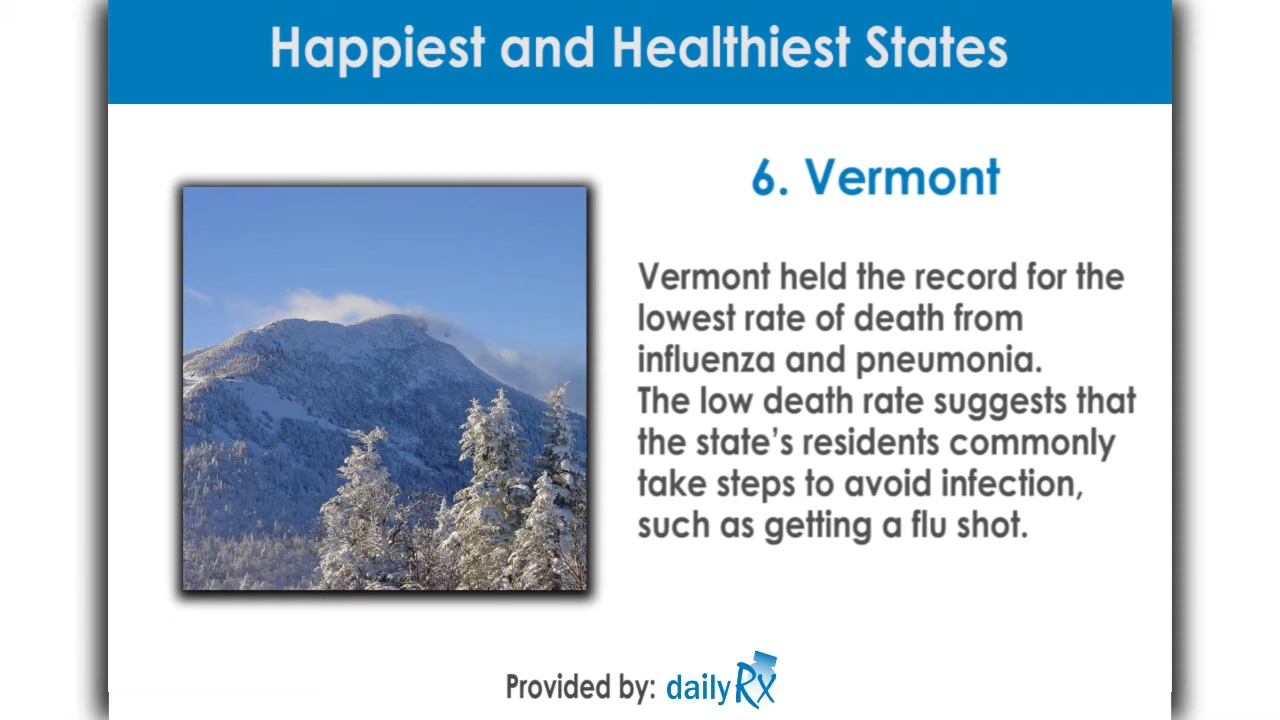 Happiest and Healthiest States
6. Vermont
Vermont held the record for the
lowest rate of death from
influenza and pneumonia.
The low death rate suggests that
the state's residents commonly
take steps to avoid infection,
such as getting a flu shot.
Provided by: dailyRx